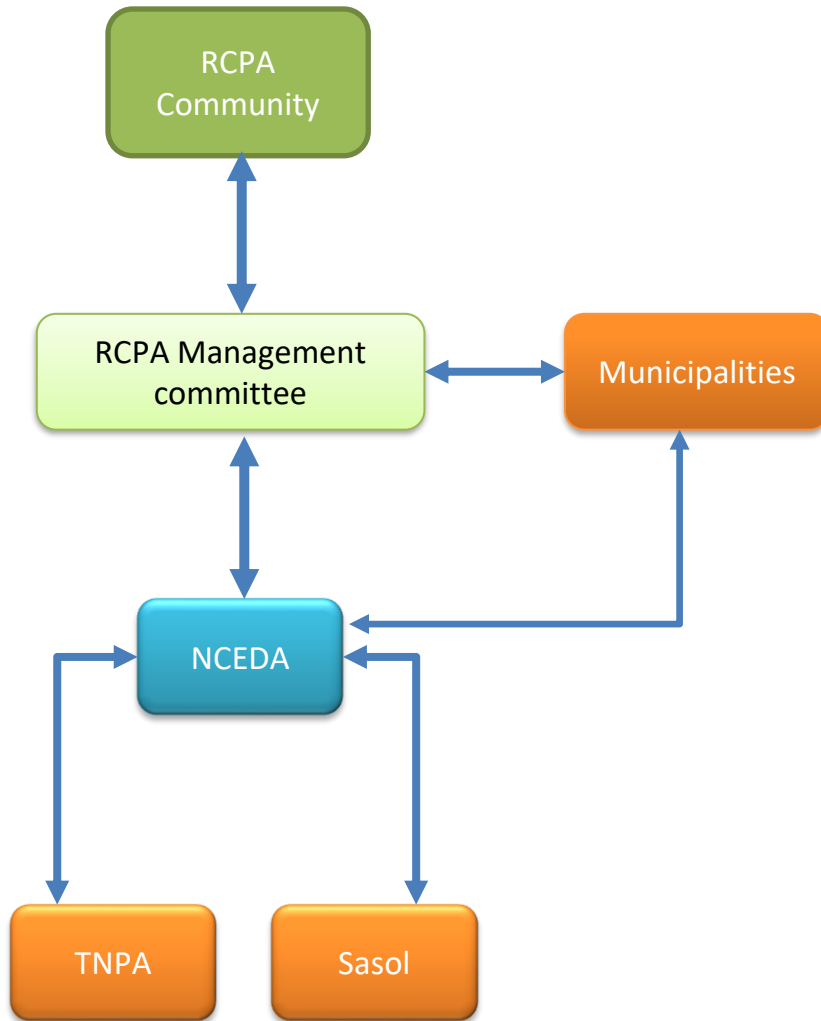 RCPA
Community
RCPA Management
committee
Municipalities
NCEDA
TNPA
Sasol